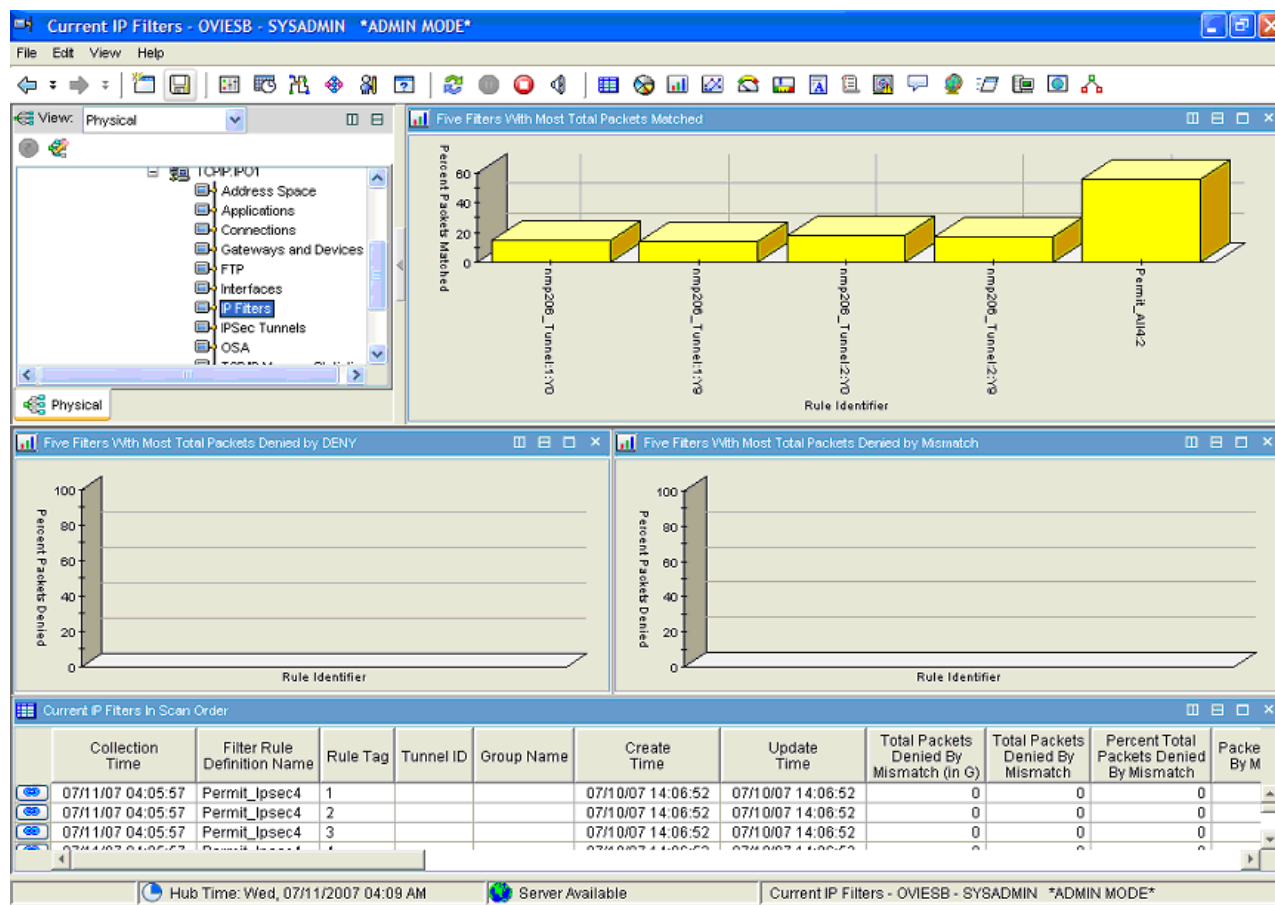 Current IP Filters - OVIESB - SYSADMIN *ADMIN MODE*
File Edit View Help
View: Physical
TCPIP:IPO1
Address Space
Applications
Connections
Gateways and Devices
FTP
Interfaces
IP Filters
IPSec Tunnels
OSA
Physical
Five Filters With Most Total Packets Matched
Percent Packets Matched
60
40
20
0
nmp206_Tunnel:1:Y0
nmp206_Tunnel:1:Y9
nmp206_Tunnel:2:Y0
nmp206_Tunnel:2:Y9
Permit_All4:2
Rule Identifier
Five Filters With Most Total Packets Denied by DENY
Percent Packets Denied
100
80
60
40
20
0
Rule Identifier
Five Filters With Most Total Packets Denied by Mismatch
Percent Packets Denied
100
80
60
40
20
0
Rule Identifier
Current IP Filters In Scan Order
Collection Time Filter Rule Definition Name Rule Tag Tunnel ID Group Name Create Time Update Time Total Packets Denied By Mismatch (in G) Total Packets Denied By Mismatch Percent Total Packets Denied By Mismatch Packe By M
07/11/07 04:05:57 Permit_Ipsec4 1 07/10/07 14:06:52 07/10/07 14:06:52 0 0 0
07/11/07 04:05:57 Permit_Ipsec4 2 07/10/07 14:06:52 07/10/07 14:06:52 0 0 0
07/11/07 04:05:57 Permit_Ipsec4 3 07/10/07 14:06:52 07/10/07 14:06:52 0 0 0
Hub Time: Wed, 07/11/2007 04:09 AM Server Available Current IP Filters - OVIESB - SYSADMIN *ADMIN MODE*